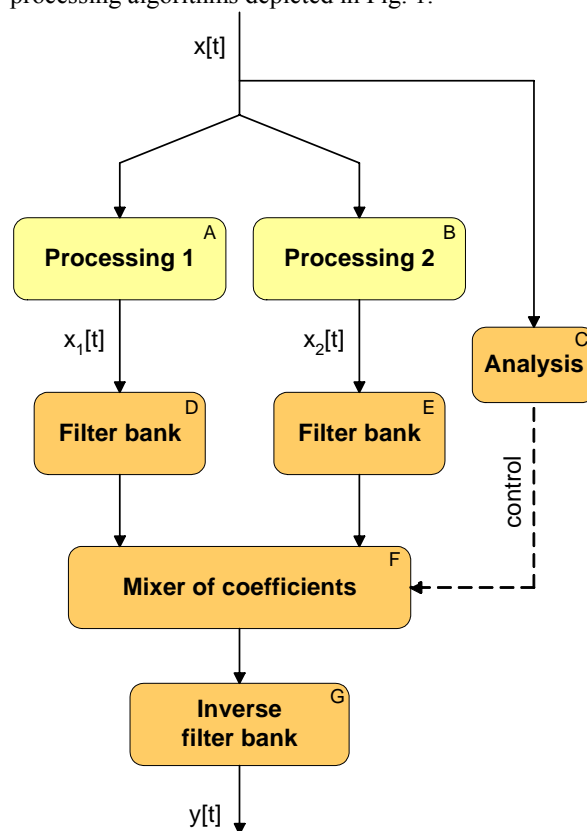 processing algorithms depicted in Fig. 1.
x[t]
A
Processing 1
B
Processing 2
x1[t]
x2[t]
C
Analysis
D
Filter bank
E
Filter bank
control
F
Mixer of coefficients
G
Inverse
filter bank
y[t]